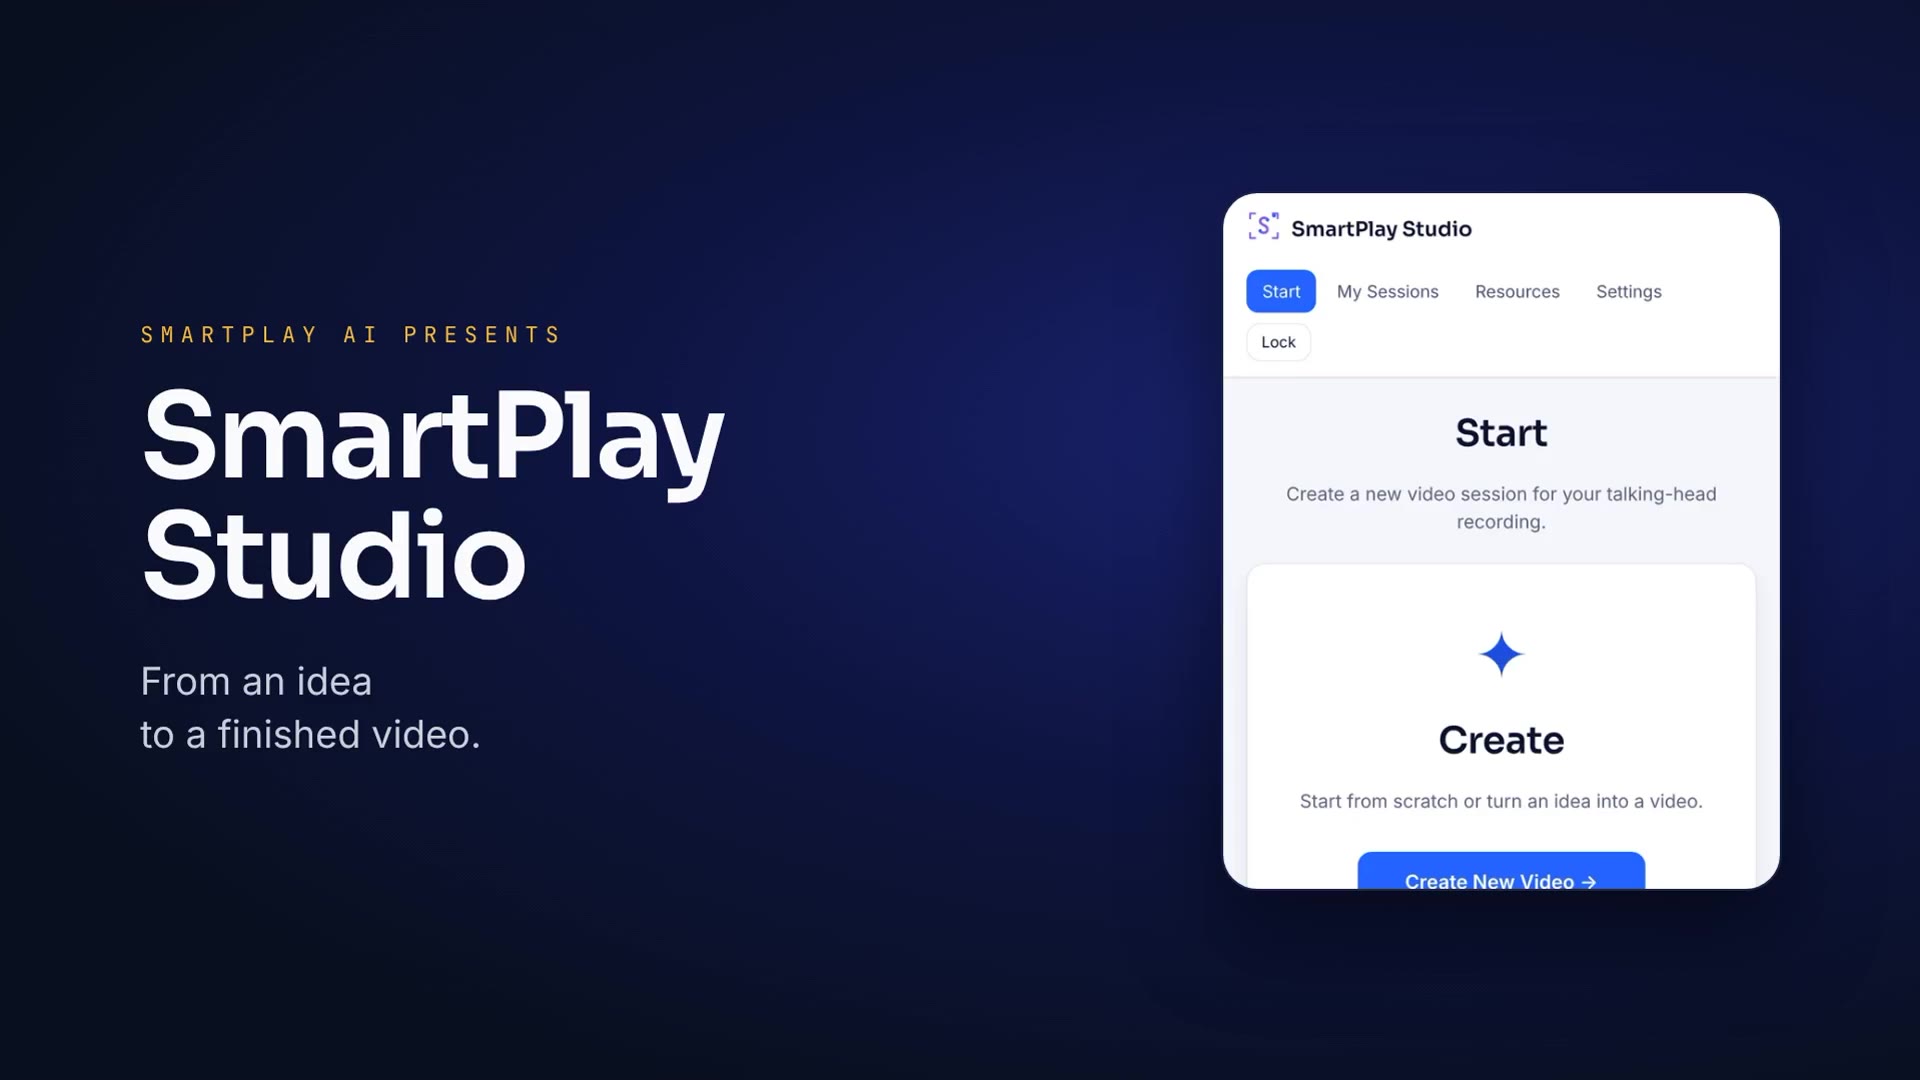 SMARTPLAY AI PRESENTS
SmartPlay
Studio
From an idea
to a finished video.
SmartPlay Studio
Start My Sessions Resources Settings
Lock
Start
Create a new video session for your talking-head
recording.
Create
Start from scratch or turn an idea into a video.
Create New Video →